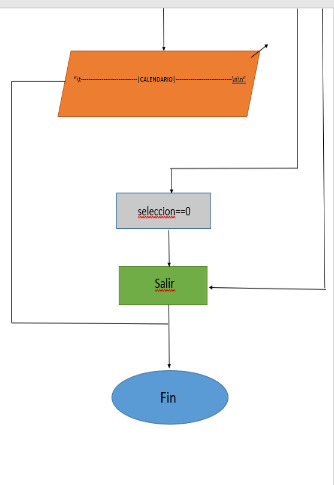 |CALENDARIO|
seleccion==0
Salir
Fin